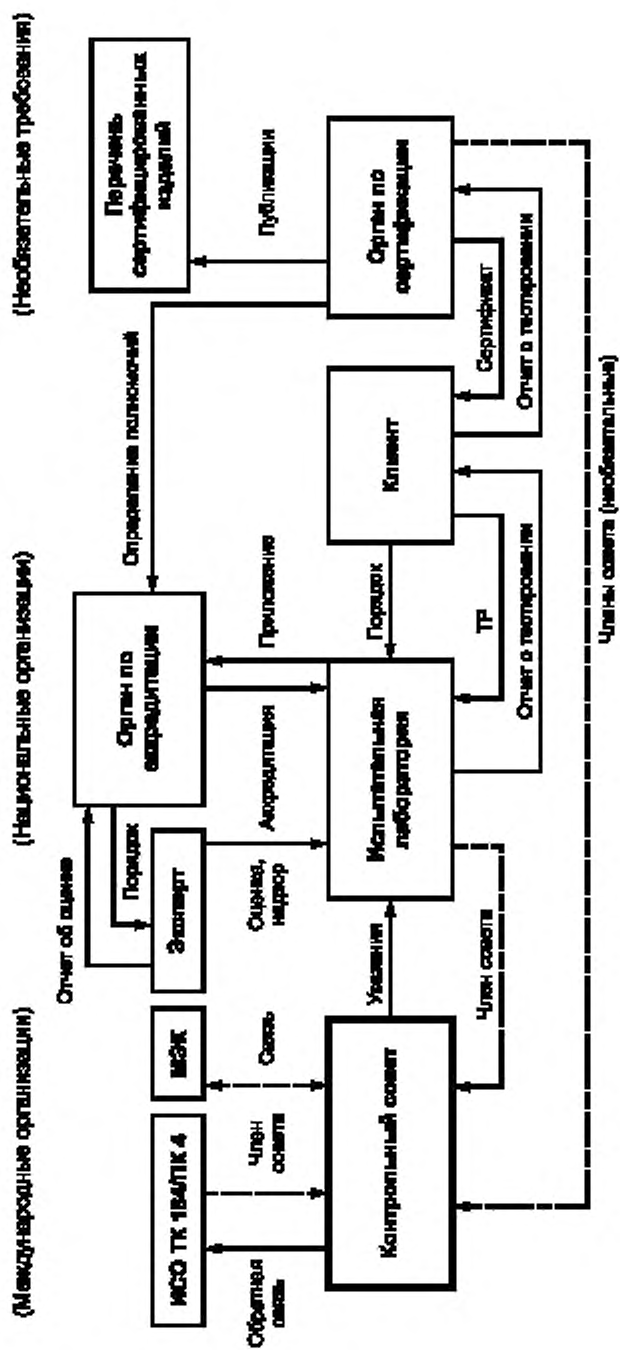 (Международные организации)
(Национальные организации)
(Необязательные требования)
Отчет об оценке
Порядок
ИСО ТК 184/ПК 4
МЭК
Эксперт
Орган по
аккредитации
Определение полномочий
Перечень
сертифицированных
изделий
Обратная
связь
Член
совета
Связь
Оценка,
надзор
Аккредитация
Приложение
Публикации
Контрольный совет
Указания
Испытательная
лаборатория
Порядок
Клиент
Орган по
сертификации
Член совета
ТР
Сертификат
Отчет о тестировании
Отчет о тестировании
Члены совета (необязательные)